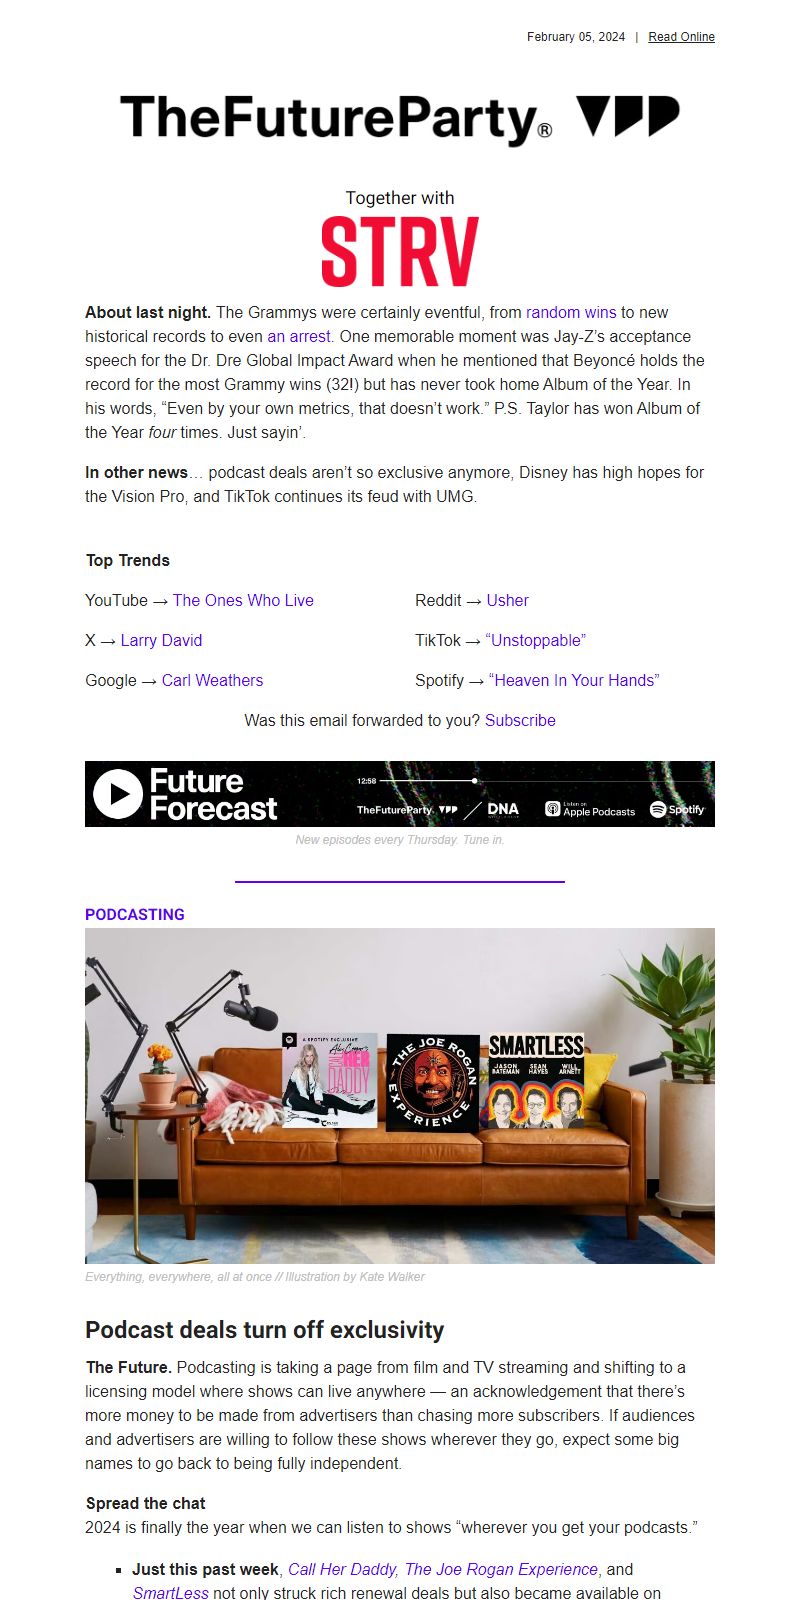 February 05, 2024 | Read Online
TheFutureParty®
Together with
STRV
About last night. The Grammys were certainly eventful, from random wins to new
historical records to even an arrest. One memorable moment was Jay-Z’s acceptance
speech for the Dr. Dre Global Impact Award when he mentioned that Beyoncé holds the
record for the most Grammy wins (32!) but has never took home Album of the Year. In
his words, “Even by your own metrics, that doesn’t work.” P.S. Taylor has won Album of
the Year four times. Just sayin’.
In other news… podcast deals aren’t so exclusive anymore, Disney has high hopes for
the Vision Pro, and TikTok continues its feud with UMG.
Top Trends
YouTube → The Ones Who Live
Reddit → Usher
X → Larry David
TikTok → “Unstoppable”
Google → Carl Weathers
Spotify → “Heaven In Your Hands”
Was this email forwarded to you? Subscribe
Future
Forecast
12:58
TheFutureParty
DNA
Listen on
Apple Podcasts
Spotify
New episodes every Thursday. Tune in.
PODCASTING
A SPOTIFY EXCLUSIVE
Alex Cooper's
CALL HER
DADDY
THE JOE ROGAN
EXPERIENCE
SMARTLESS
JASON
BATEMAN
SEAN
HAYES
WILL
ARNETT
Everything, everywhere, all at once // Illustration by Kate Walker
Podcast deals turn off exclusivity
The Future. Podcasting is taking a page from film and TV streaming and shifting to a
licensing model where shows can live anywhere — an acknowledgement that there’s
more money to be made from advertisers than chasing more subscribers. If audiences
and advertisers are willing to follow these shows wherever they go, expect some big
names to go back to being fully independent.
Spread the chat
2024 is finally the year when we can listen to shows “wherever you get your podcasts.”
▪ Just this past week, Call Her Daddy, The Joe Rogan Experience, and
SmartLess not only struck rich renewal deals but also became available on